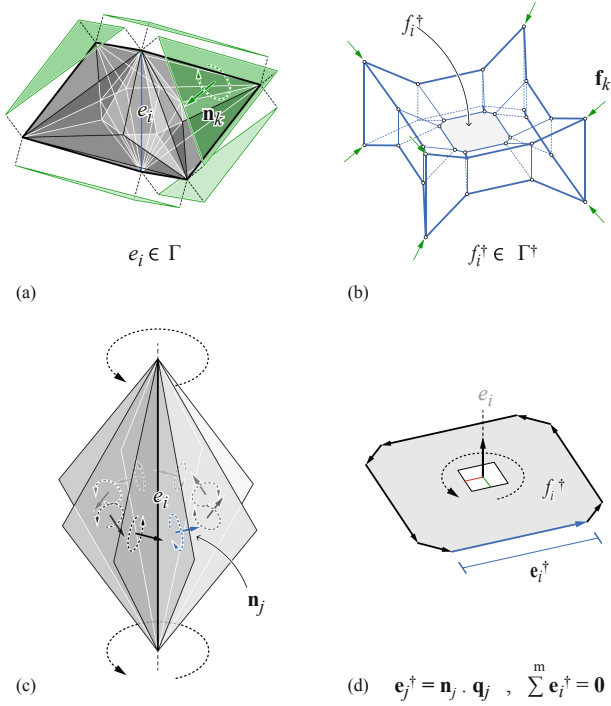 e_i
n_k
e_i ∈ Γ
(a)
f_i^†
f_k
f_i^† ∈ Γ^†
(b)
e_i
n_j
(c)
e_i
f_i^†
e_i^†
(d) e_j^† = n_j . q_j , ∑^m e_i^† = 0